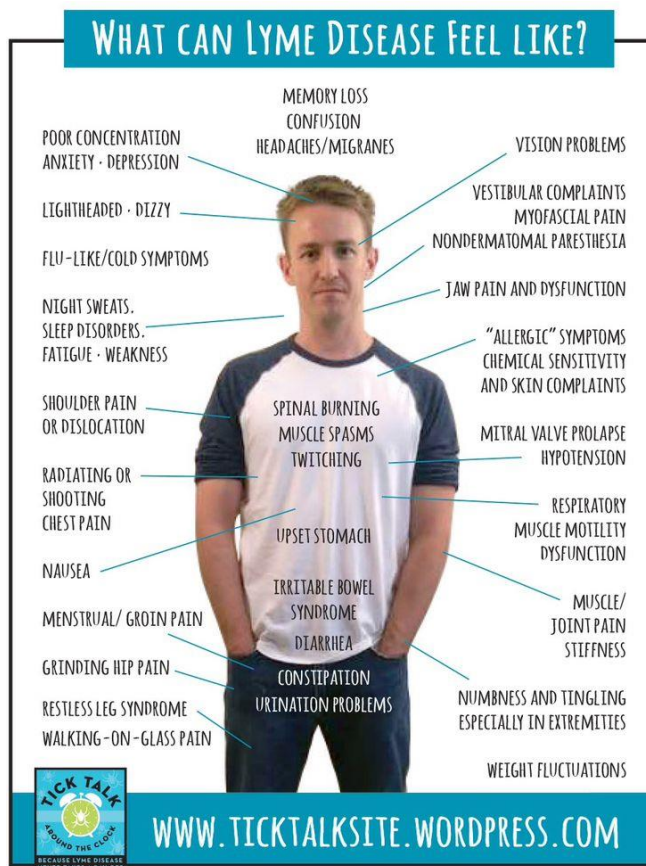 What can Lyme Disease Feel like?
MEMORY LOSS
CONFUSION
HEADACHES/MIGRANES
POOR CONCENTRATION
ANXIETY · DEPRESSION
LIGHTHEADED · DIZZY
FLU-LIKE/COLD SYMPTOMS
NIGHT SWEATS.
SLEEP DISORDERS.
FATIGUE · WEAKNESS
SHOULDER PAIN
OR DISLOCATION
RADIATING OR
SHOOTING
CHEST PAIN
NAUSEA
MENSTRUAL/ GROIN PAIN
GRINDING HIP PAIN
RESTLESS LEG SYNDROME
WALKING-ON-GLASS PAIN
SPINAL BURNING
MUSCLE SPASMS
TWITCHING
UPSET STOMACH
IRRITABLE BOWEL
SYNDROME
DIARRHEA
CONSTIPATION
URINATION PROBLEMS
VISION PROBLEMS
VESTIBULAR COMPLAINTS
MYOFASCIAL PAIN
NONDERMATOMAL PARESTHESIA
JAW PAIN AND DYSFUNCTION
"ALLERGIC" SYMPTOMS
CHEMICAL SENSITIVITY
AND SKIN COMPLAINTS
MITRAL VALVE PROLAPSE
HYPOTENSION
RESPIRATORY
MUSCLE MOTILITY
DYSFUNCTION
MUSCLE/
JOINT PAIN
STIFFNESS
NUMBNESS AND TINGLING
ESPECIALLY IN EXTREMITIES
WEIGHT FLUCTUATIONS
TICK TALK
AROUND THE CLOCK
BECAUSE LYME DISEASE
WWW.TICKTALKSITE.WORDPRESS.COM